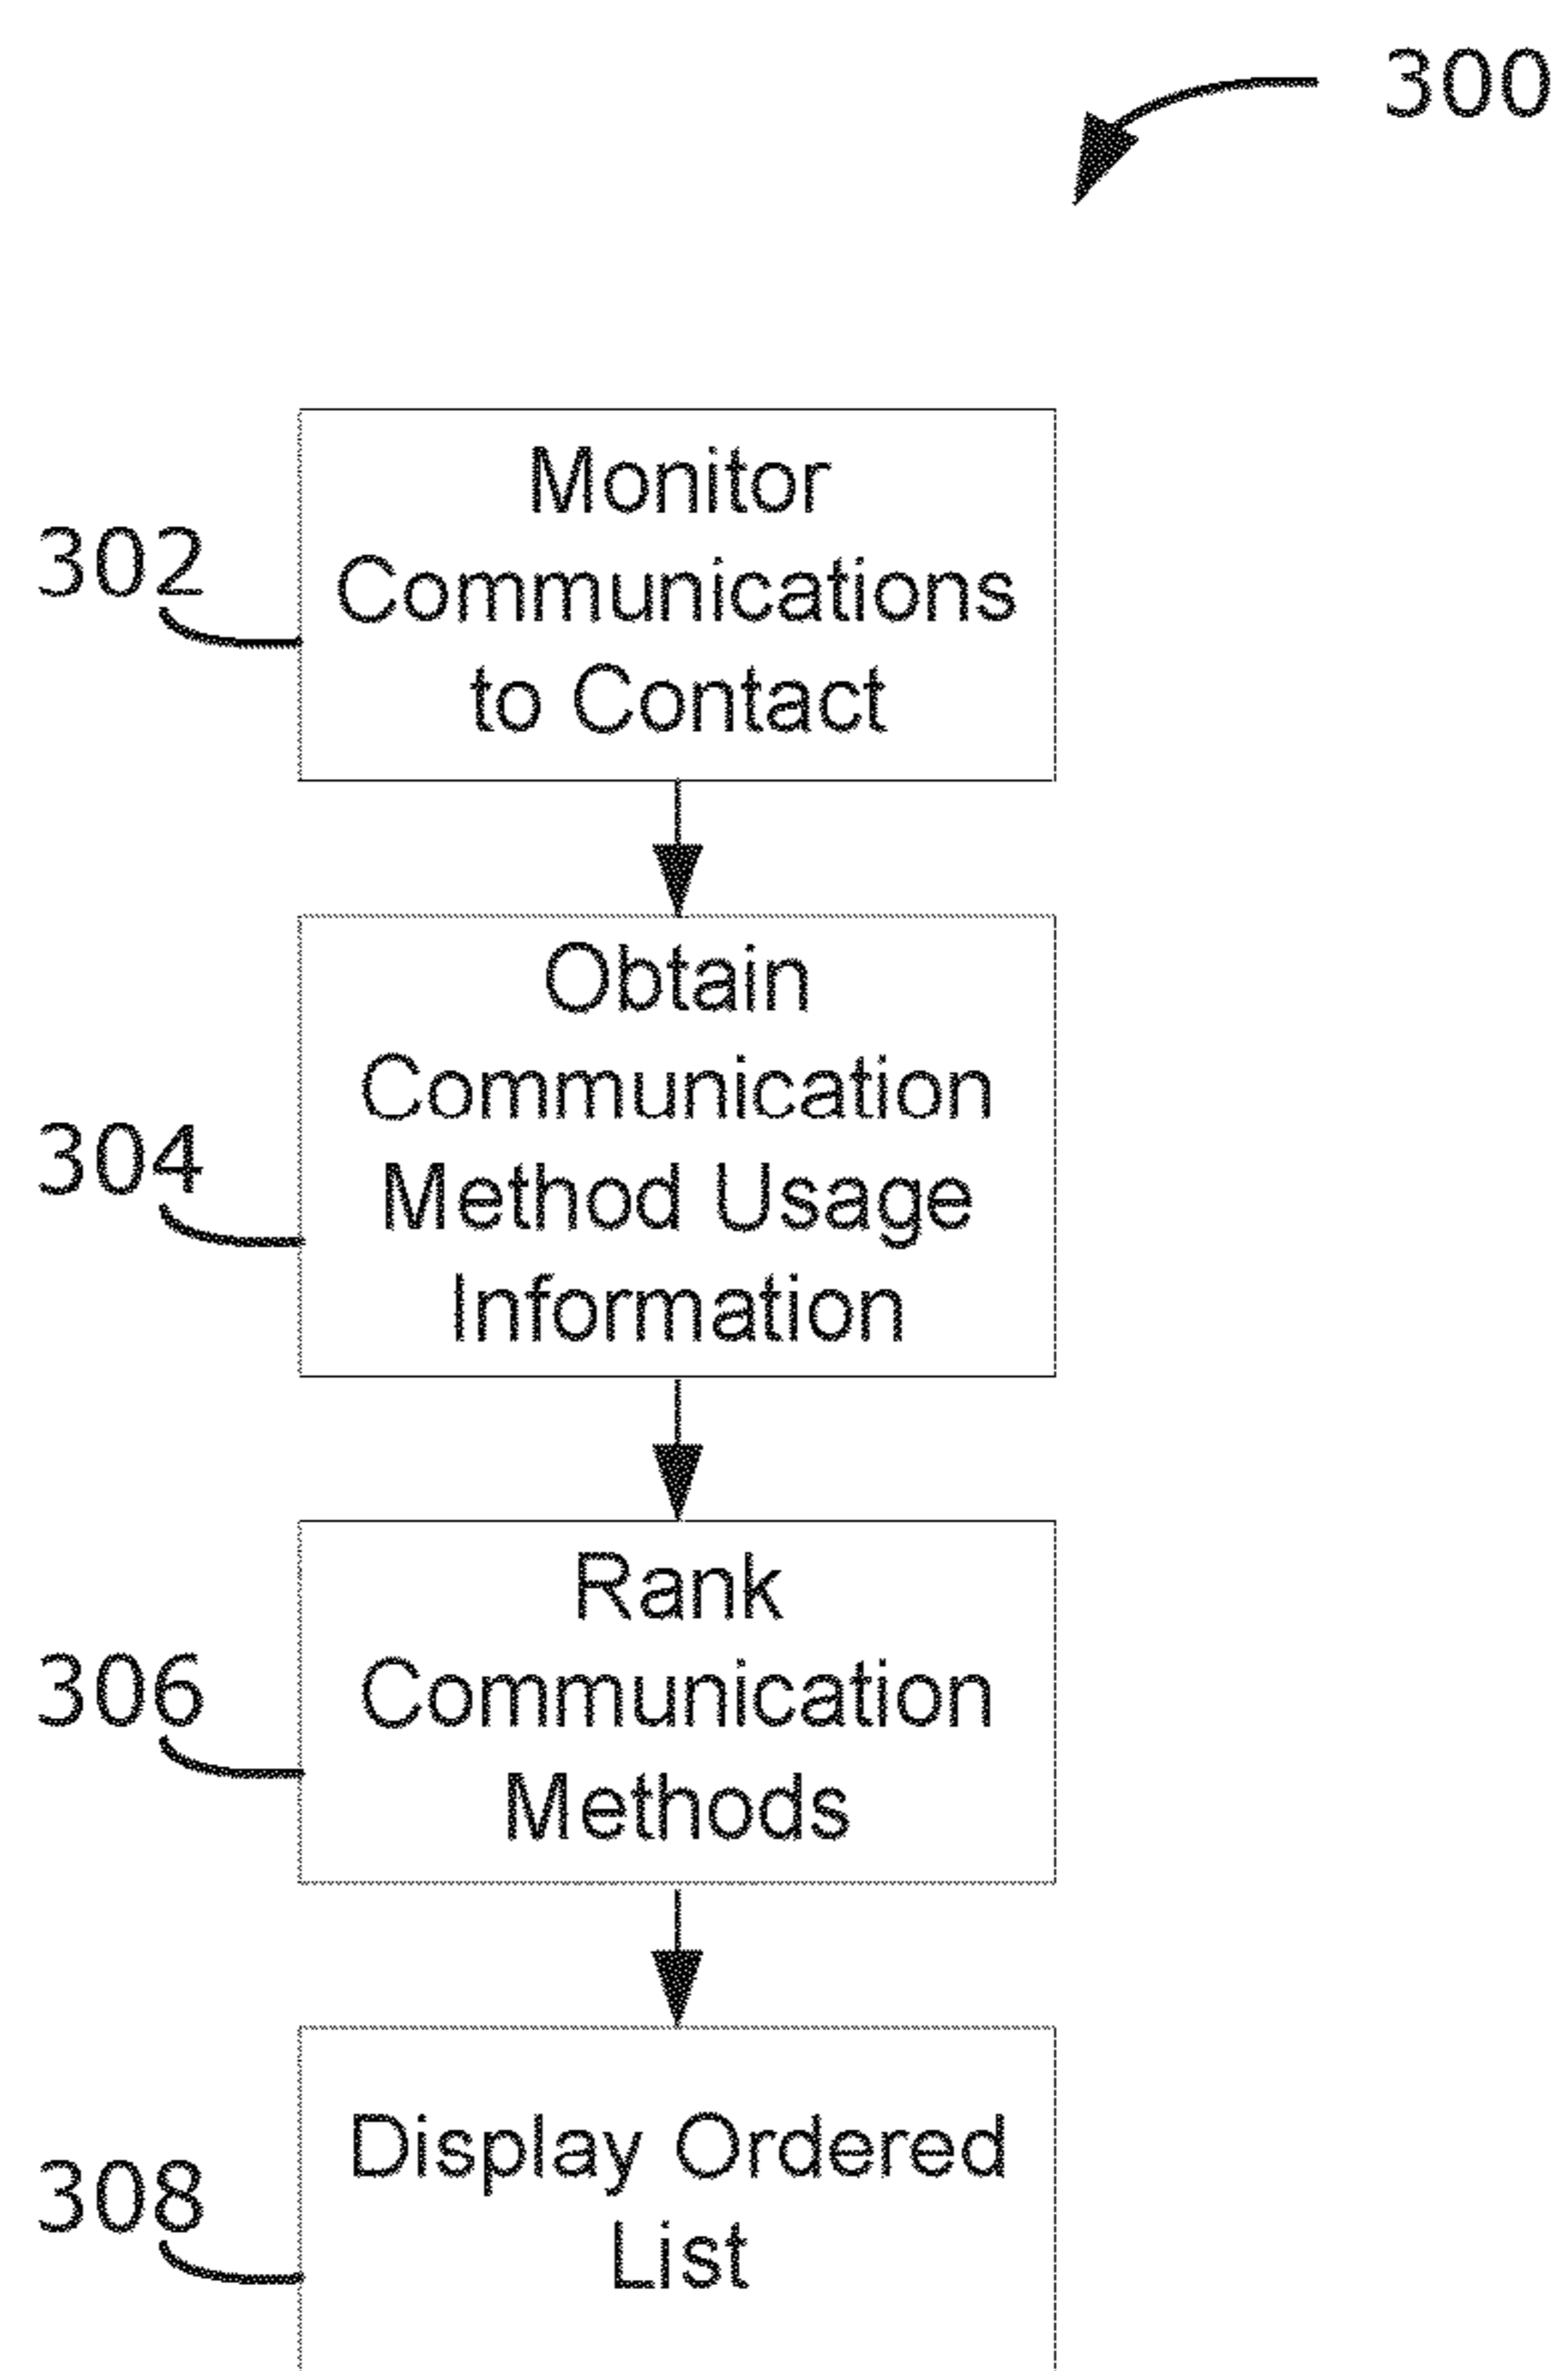 300
302
Monitor
Communications
to Contact
304
Obtain
Communication
Method Usage
Information
306
Rank
Communication
Methods
308
Display Ordered
List